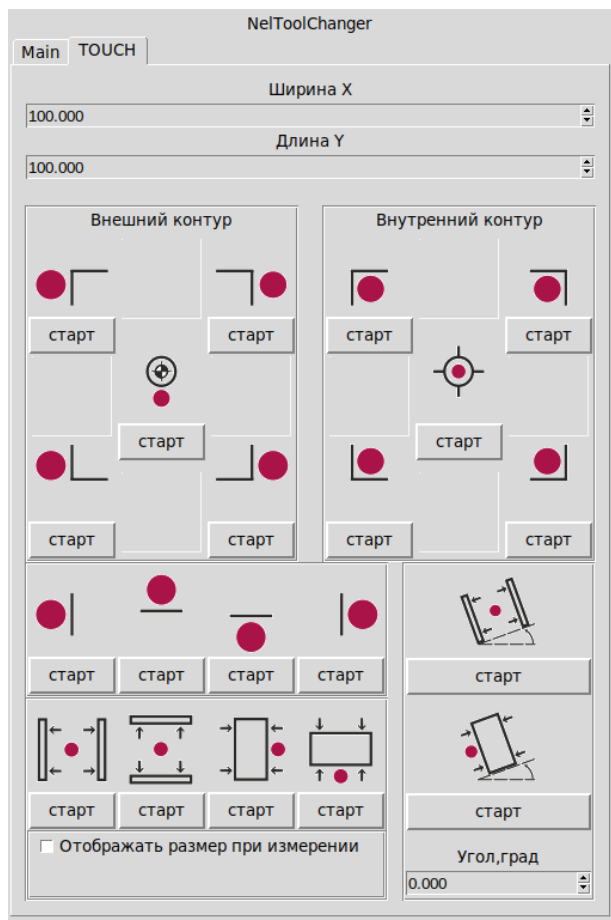 NelToolChanger
Main TOUCH
Ширина X
100.000
Длина Y
100.000
Внешний контур
Внутренний контур
старт старт старт старт
старт старт
старт старт старт старт
старт старт старт старт старт
старт старт старт старт старт
Отображать размер при измерении
Угол,град
0.000